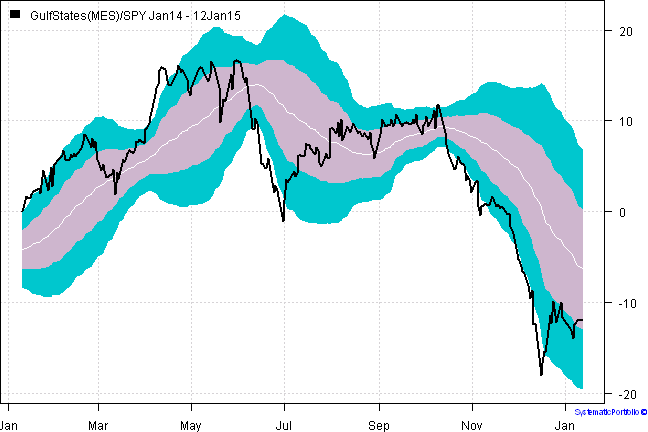 GulfStates(MES)/SPY Jan14 - 12Jan15
20
10
0
-10
-20
Jan Mar May Jul Sep Nov Jan
SystematicPortfolio ©